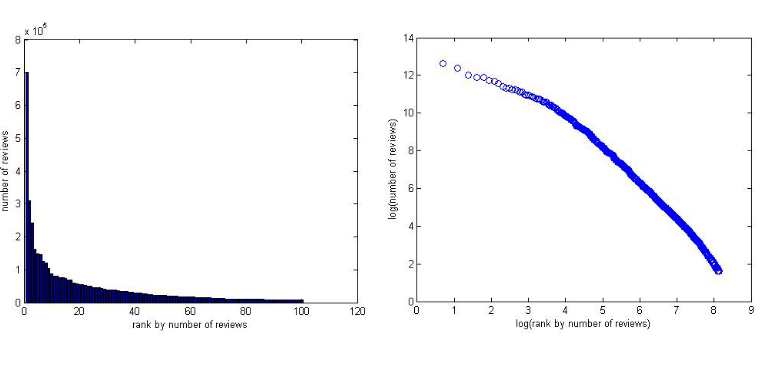 x 10⁵
8
7
6
5
4
3
2
1
0
number of reviews
0 20 40 60 80 100 120
rank by number of reviews
14
12
10
8
6
4
2
0
log(number of reviews)
0 1 2 3 4 5 6 7 8 9
log(rank by number of reviews)